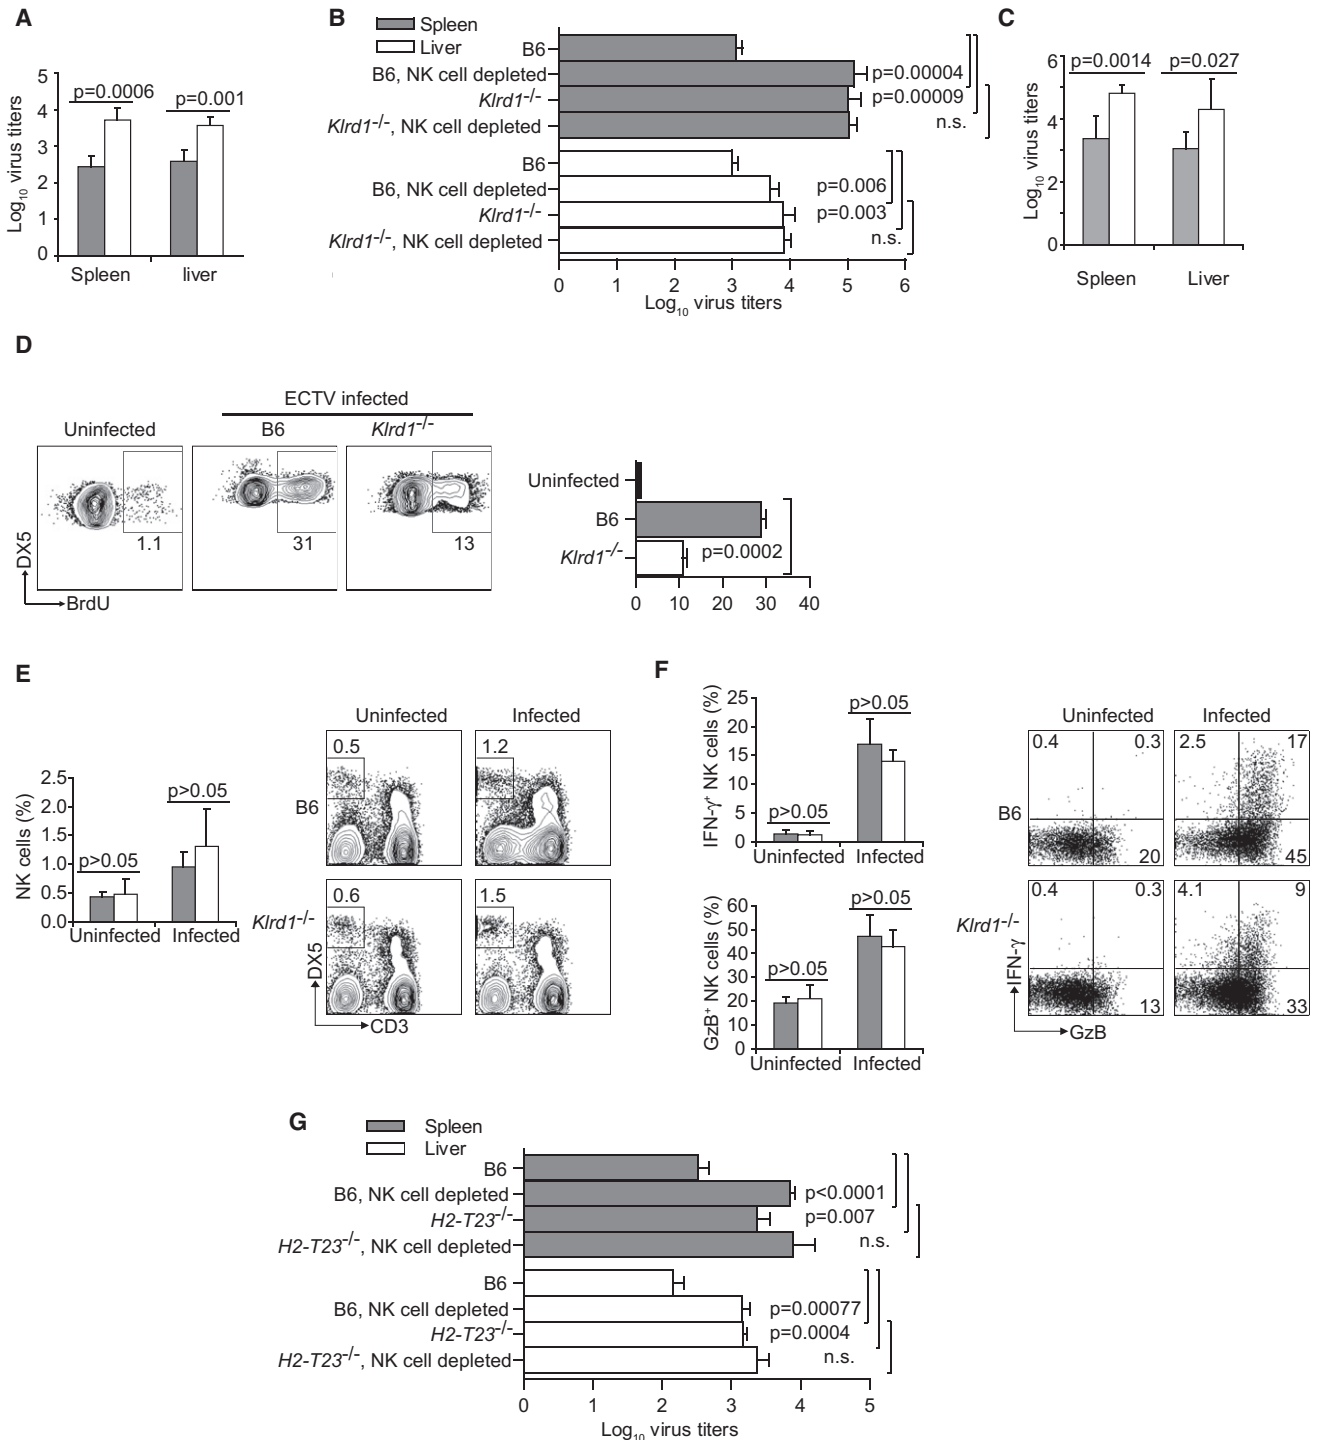 A
Log10 virus titers
5
4
3
2
1
0
p=0.0006
p=0.001
Spleen
liver
B
Spleen
Liver
B6
B6, NK cell depleted
Klrd1-/-
Klrd1-/-, NK cell depleted
p=0.00004
p=0.00009
n.s.
B6
B6, NK cell depleted
Klrd1-/-
Klrd1-/-, NK cell depleted
p=0.006
p=0.003
n.s.
0 1 2 3 4 5 6
Log10 virus titers
C
Log10 virus titers
6
4
2
0
p=0.0014
p=0.027
Spleen
Liver
D
ECTV infected
Uninfected
B6
Klrd1-/-
1.1
31
13
DX5
BrdU
Uninfected
B6
Klrd1-/-
p=0.0002
0 10 20 30 40
E
NK cells (%)
2.5
2.0
1.5
1.0
0.5
0.0
p>0.05
p>0.05
Uninfected
Infected
Uninfected
Infected
B6
0.5
1.2
Klrd1-/-
0.6
1.5
DX5
CD3
F
IFN-γ+ NK cells (%)
25
20
15
10
5
0
p>0.05
p>0.05
Uninfected
Infected
GzB+ NK cells (%)
60
50
40
30
20
10
0
p>0.05
p>0.05
Uninfected
Infected
Uninfected
Infected
B6
0.4 0.3
20
2.5 17
45
Klrd1-/-
0.4 0.3
13
4.1 9
33
IFN-γ
GzB
G
Spleen
Liver
B6
B6, NK cell depleted
H2-T23-/-
H2-T23-/-, NK cell depleted
p<0.0001
p=0.007
n.s.
B6
B6, NK cell depleted
H2-T23-/-
H2-T23-/-, NK cell depleted
p=0.00077
p=0.0004
n.s.
0 1 2 3 4 5
Log10 virus titers